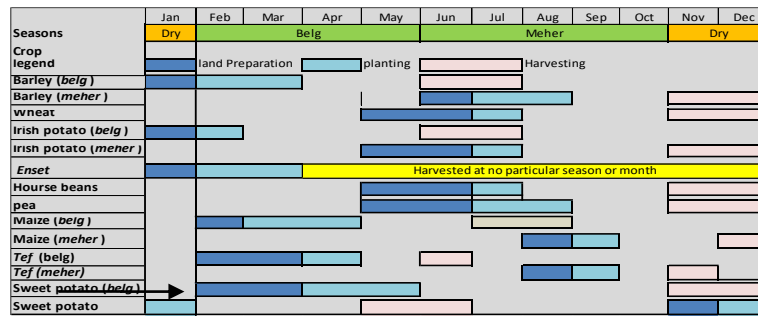 Jan Feb Mar Apr May Jun Jul Aug Sep Oct Nov Dec
Seasons Dry Belg Meher Dry
Crop
legend land Preparation planting Harvesting
Barley (belg )
Barley (meher )
wheat
Irish potato (belg )
Irish potato (meher )
Enset Harvested at no particular season or month
Hourse beans
pea
Maize (belg )
Maize (meher )
Tef (belg)
Tef (meher)
Sweet potato (belg )
Sweet potato